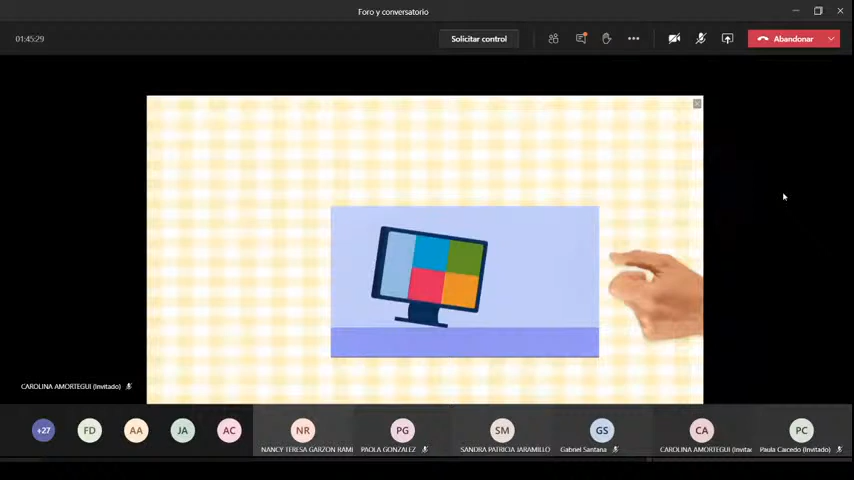 Foro y conversatorio
01:45:29
Solicitar control
Abandonar
CAROLINA AMORTEGUI (Invitado)
+27
FD
AA
JA
AC
NR
PG
SM
GS
CA
PC
NANCY TERESA GARZON RAMI
PAOLA GONZALEZ
SANDRA PATRICIA JARAMILLO
Gabriel Santana
CAROLINA AMORTEGUI (Invitac
Paula Caicedo (Invitado)